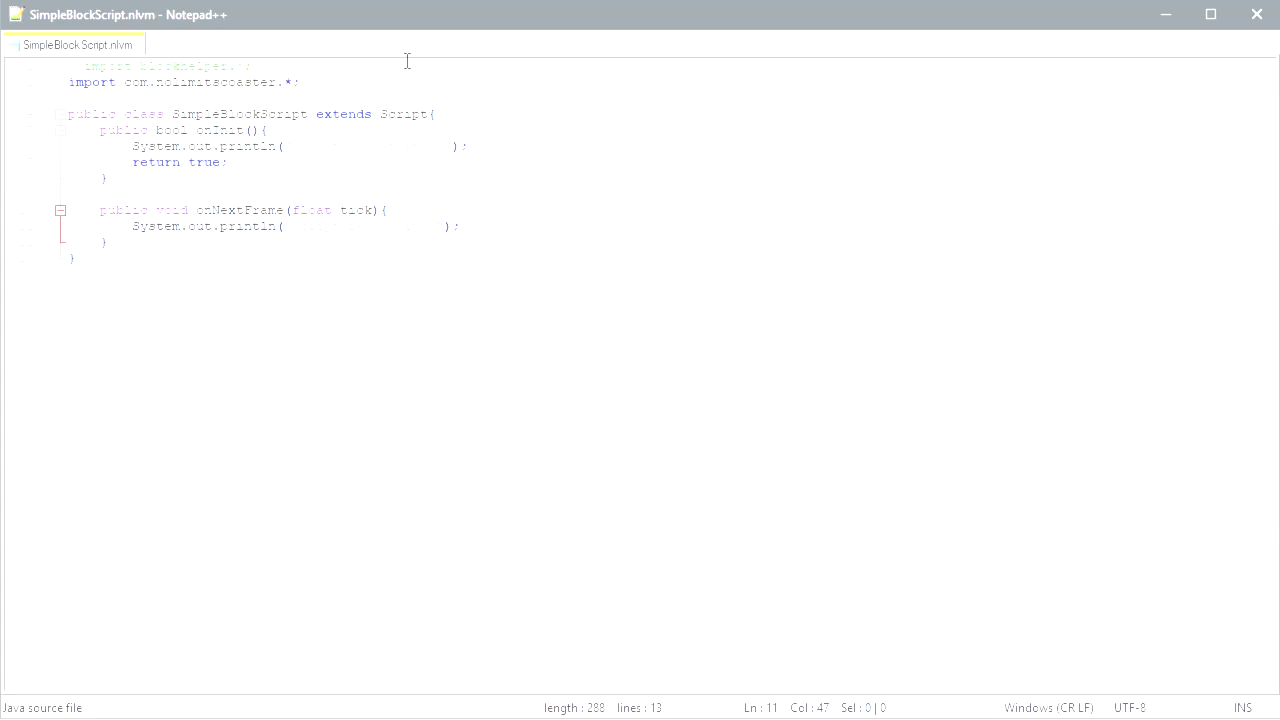 SimpleBlockScript.nlvm - Notepad++
SimpleBlockScript.nlvm
import blockhelper.*;
import com.nolimitscoaster.*;
public class SimpleBlockScript extends Script{
public bool onInit(){
System.out.println( );
return true;
}
public void onNextFrame(float tick){
System.out.println( );
}
}
Java source file length : 288 lines : 13 Ln : 11 Col : 47 Sel : 0 | 0 Windows (CR LF) UTF-8 INS